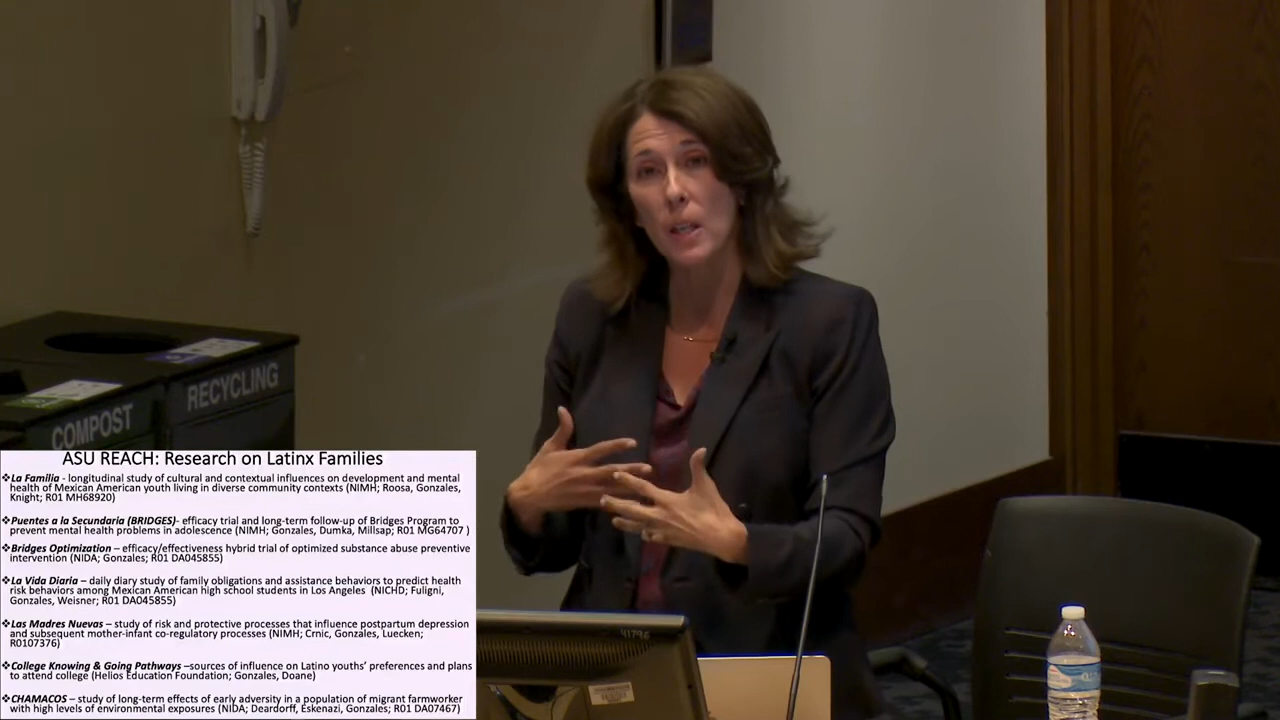 RECYCLING
COMPOST
ASU REACH: Research on Latinx Families
❖La Familia - longitudinal study of cultural and contextual influences on development and mental
health of Mexican American youth living in diverse community contexts (NIMH; Roosa, Gonzales,
Knight; R01 MH68920)
❖Puentes a la Secundaria (BRIDGES)- efficacy trial and long-term follow-up of Bridges Program to
prevent mental health problems in adolescence (NIMH; Gonzales, Dumka, Millsap; R01 MG64707 )
❖Bridges Optimization – efficacy/effectiveness hybrid trial of optimized substance abuse preventive
intervention (NIDA; Gonzales; R01 DA045855)
❖La Vida Diaria – daily diary study of family obligations and assistance behaviors to predict health
risk behaviors among Mexican American high school students in Los Angeles (NICHD; Fuligni,
Gonzales, Weisner; R01 DA045855)
❖Las Madres Nuevas – study of risk and protective processes that influence postpartum depression
and subsequent mother-infant co-regulatory processes (NIMH; Crnic, Gonzales, Luecken;
R0107376)
❖College Knowing & Going Pathways –sources of influence on Latino youths’ preferences and plans
to attend college (Helios Education Foundation; Gonzales, Doane)
❖CHAMACOS – study of long-term effects of early adversity in a population of migrant farmworker
with high levels of environmental exposures (NIDA; Deardorff, Eskenazi, Gonzales; R01 DA07467)